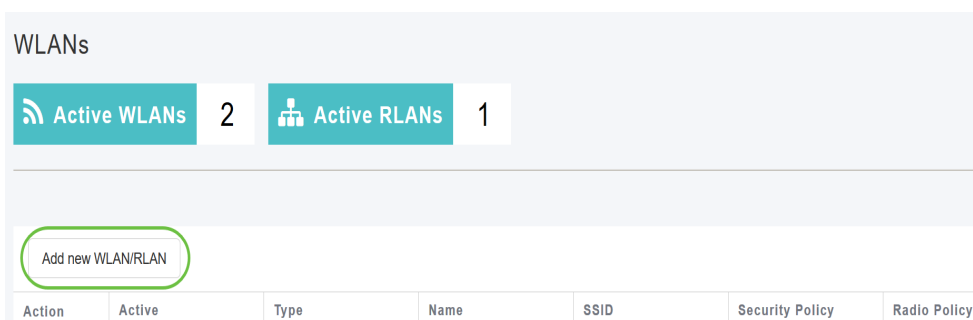 WLANs
Active WLANs 2 Active RLANs 1
Add new WLAN/RLAN
Action Active Type Name SSID Security Policy Radio Policy